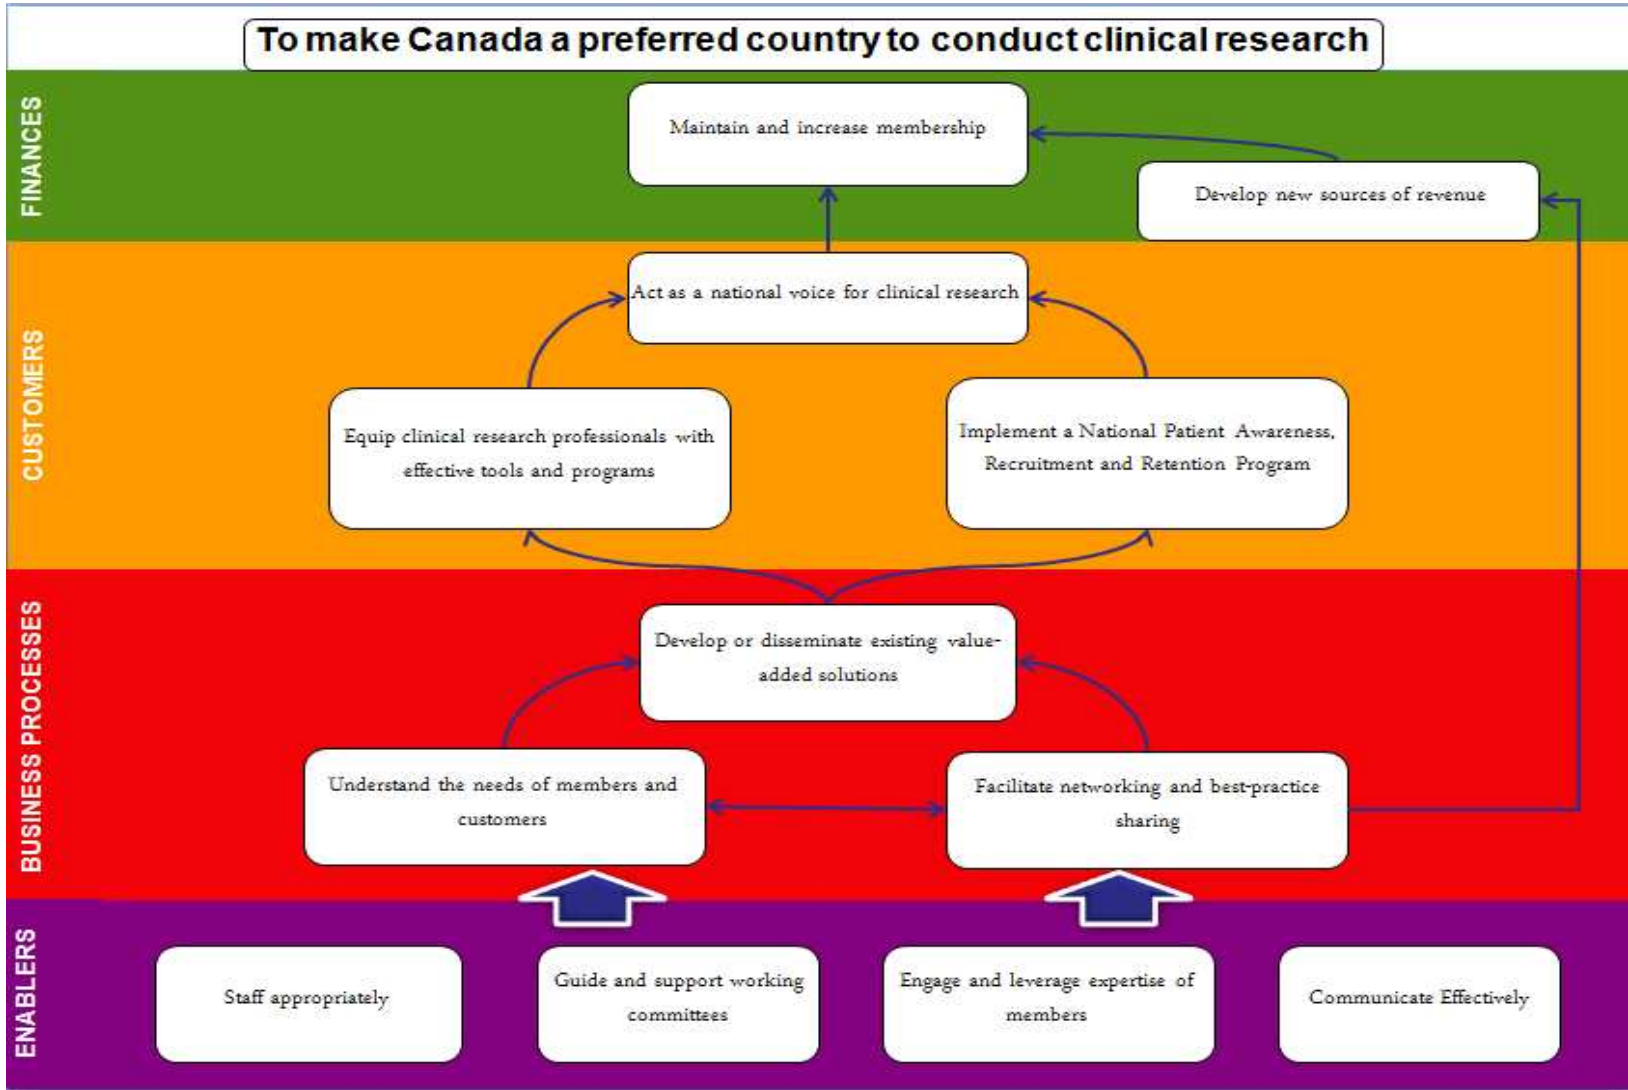 To make Canada a preferred country to conduct clinical research
FINANCES
Maintain and increase membership
Develop new sources of revenue
CUSTOMERS
Act as a national voice for clinical research
Equip clinical research professionals with
effective tools and programs
Implement a National Patient Awareness,
Recruitment and Retention Program
BUSINESS PROCESSES
Develop or disseminate existing value-
added solutions
Understand the needs of members and
customers
Facilitate networking and best-practice
sharing
ENABLERS
Staff appropriately
Guide and support working
committees
Engage and leverage expertise of
members
Communicate Effectively